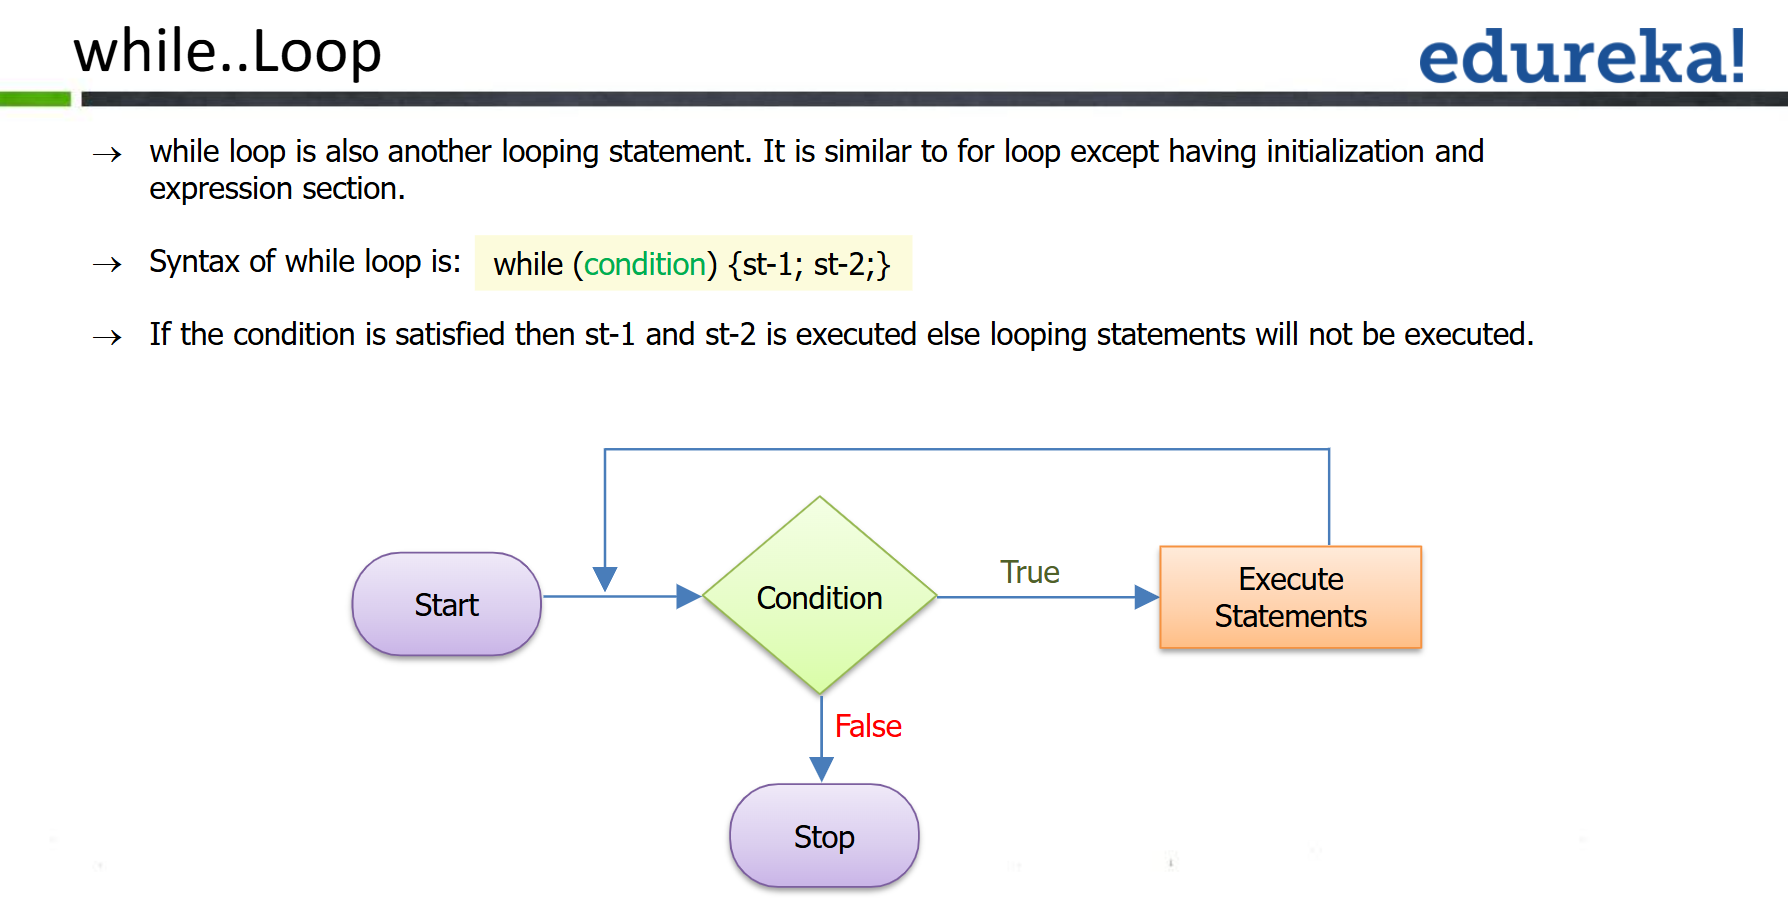 while..Loop
edureka!
→ while loop is also another looping statement. It is similar to for loop except having initialization and
expression section.
→ Syntax of while loop is: while (condition) {st-1; st-2;}
→ If the condition is satisfied then st-1 and st-2 is executed else looping statements will not be executed.
Start
Condition
True
Execute
Statements
False
Stop